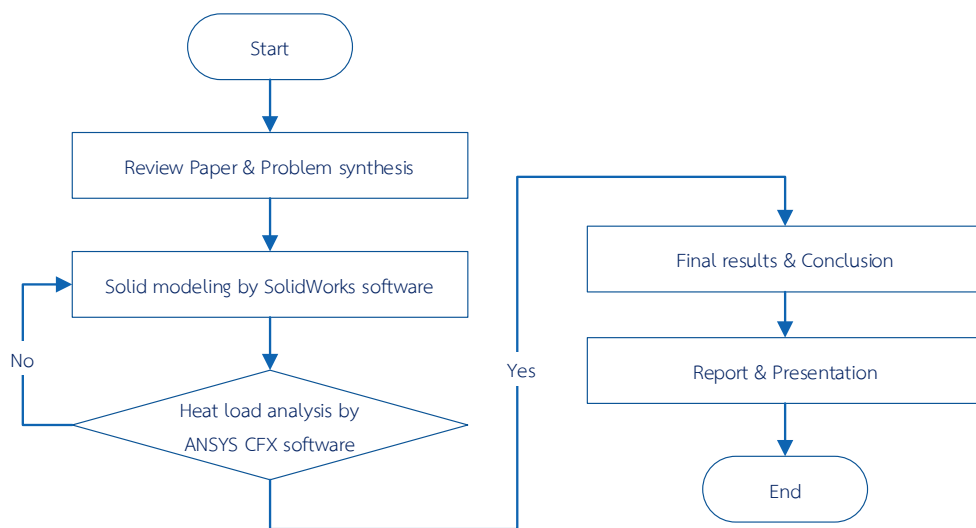 Start
Review Paper & Problem synthesis
Solid modeling by SolidWorks software
No
Heat load analysis by
ANSYS CFX software
Yes
Final results & Conclusion
Report & Presentation
End